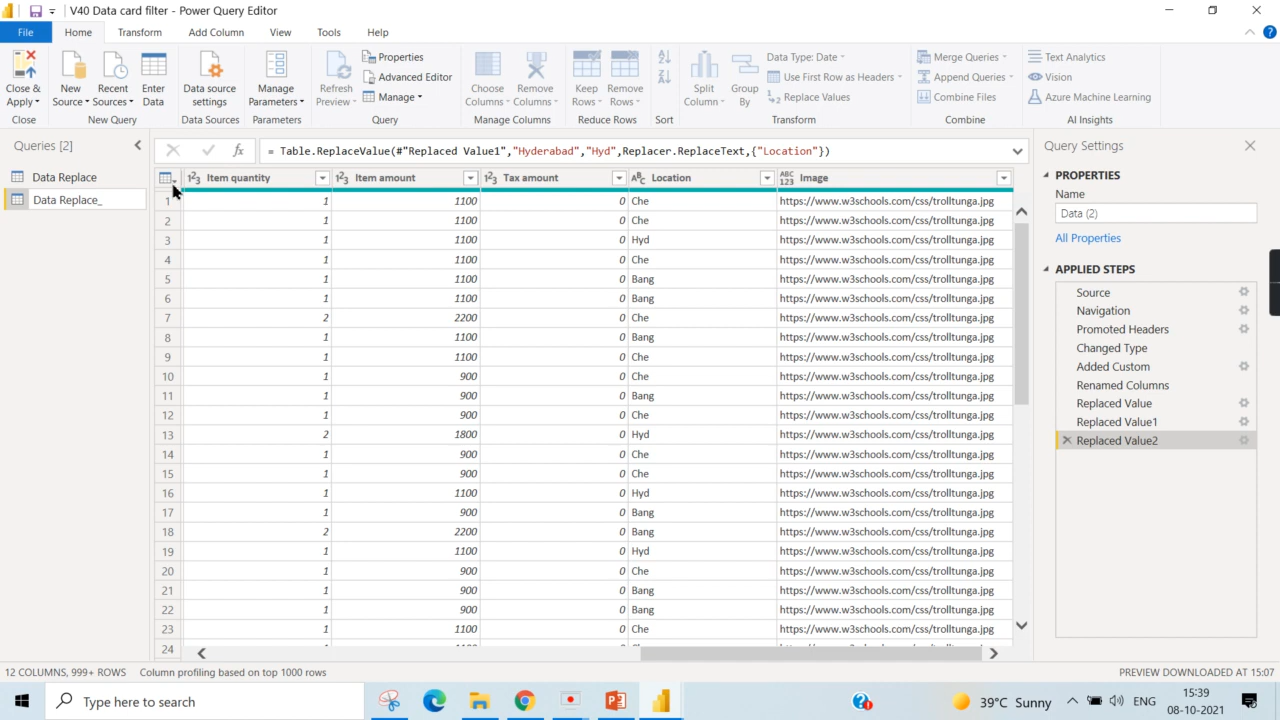 V40 Data card filter - Power Query Editor
File Home Transform Add Column View Tools Help
Close & Apply
New Source
Recent Sources
Enter Data
Data source settings
Manage Parameters
Refresh Preview
Properties
Advanced Editor
Manage
Choose Columns
Remove Columns
Keep Rows
Remove Rows
Split Column
Group By
Data Type: Date
Use First Row as Headers
Replace Values
Merge Queries
Append Queries
Combine Files
Text Analytics
Vision
Azure Machine Learning
Close New Query Data Sources Parameters Query Manage Columns Reduce Rows Sort Transform Combine AI Insights
Queries [2]
Data Replace
Data Replace_
fx = Table.ReplaceValue(#"Replaced Value1","Hyderabad","Hyd",Replacer.ReplaceText,{"Location"})
Item quantity Item amount Tax amount Location Image
1 1 1100 0 Che https://www.w3schools.com/css/trolltunga.jpg
2 1 1100 0 Che https://www.w3schools.com/css/trolltunga.jpg
3 1 1100 0 Hyd https://www.w3schools.com/css/trolltunga.jpg
4 1 1100 0 Che https://www.w3schools.com/css/trolltunga.jpg
5 1 1100 0 Bang https://www.w3schools.com/css/trolltunga.jpg
6 1 1100 0 Bang https://www.w3schools.com/css/trolltunga.jpg
7 2 2200 0 Che https://www.w3schools.com/css/trolltunga.jpg
8 1 1100 0 Bang https://www.w3schools.com/css/trolltunga.jpg
9 1 1100 0 Che https://www.w3schools.com/css/trolltunga.jpg
10 1 900 0 Che https://www.w3schools.com/css/trolltunga.jpg
11 1 900 0 Bang https://www.w3schools.com/css/trolltunga.jpg
12 1 900 0 Che https://www.w3schools.com/css/trolltunga.jpg
13 2 1800 0 Hyd https://www.w3schools.com/css/trolltunga.jpg
14 1 900 0 Che https://www.w3schools.com/css/trolltunga.jpg
15 1 900 0 Che https://www.w3schools.com/css/trolltunga.jpg
16 1 1100 0 Hyd https://www.w3schools.com/css/trolltunga.jpg
17 1 900 0 Bang https://www.w3schools.com/css/trolltunga.jpg
18 2 2200 0 Bang https://www.w3schools.com/css/trolltunga.jpg
19 1 1100 0 Hyd https://www.w3schools.com/css/trolltunga.jpg
20 1 900 0 Che https://www.w3schools.com/css/trolltunga.jpg
21 1 900 0 Bang https://www.w3schools.com/css/trolltunga.jpg
22 1 900 0 Bang https://www.w3schools.com/css/trolltunga.jpg
23 1 1100 0 Che https://www.w3schools.com/css/trolltunga.jpg
24
Query Settings
PROPERTIES
Name
Data (2)
All Properties
APPLIED STEPS
Source
Navigation
Promoted Headers
Changed Type
Added Custom
Renamed Columns
Replaced Value
Replaced Value1
Replaced Value2
12 COLUMNS, 999+ ROWS Column profiling based on top 1000 rows PREVIEW DOWNLOADED AT 15:07
Type here to search
39°C Sunny
ENG
15:39
08-10-2021